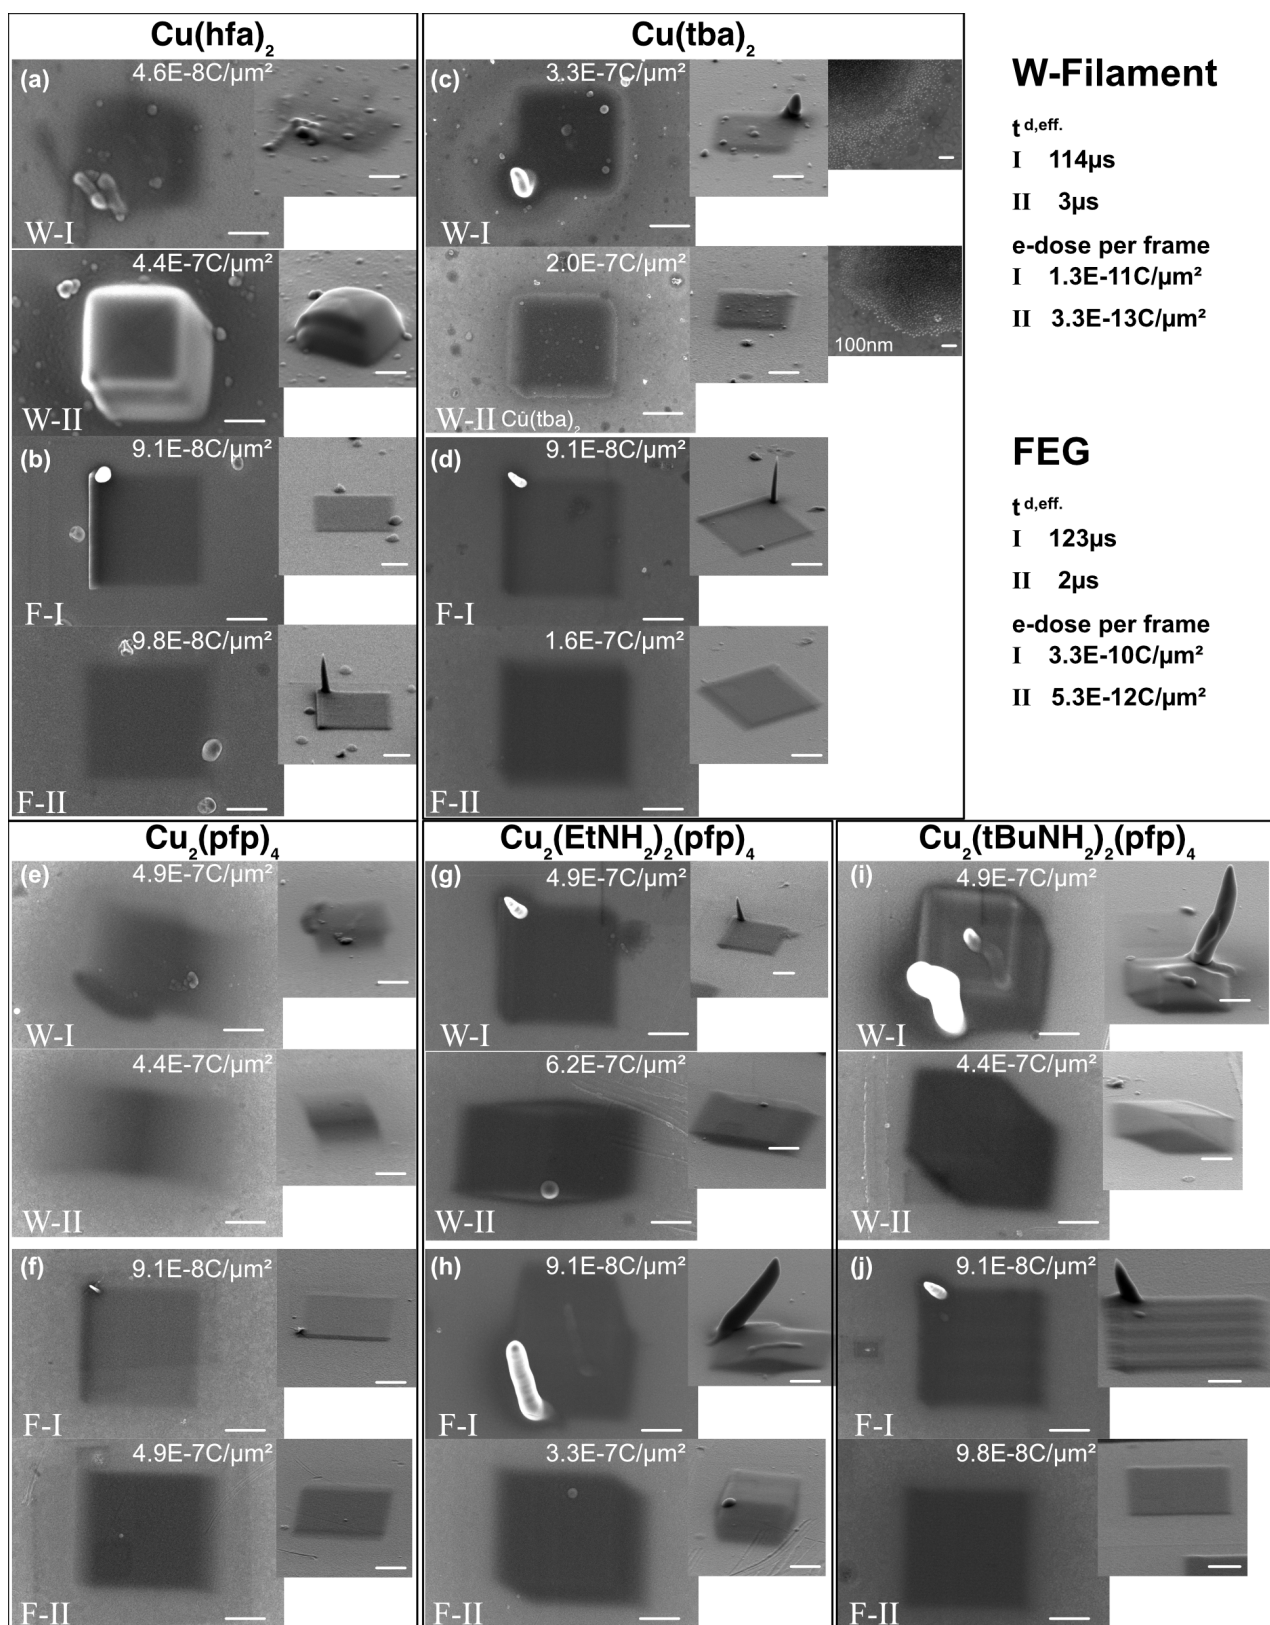 Cu(hfa)₂
(a)
4.6E-8C/µm²
W-I
4.4E-7C/µm²
W-II
(b)
9.1E-8C/µm²
F-I
9.8E-8C/µm²
F-II
Cu(tba)₂
(c)
3.3E-7C/µm²
W-I
2.0E-7C/µm²
100nm
W-II Cu(tba)₂
(d)
9.1E-8C/µm²
F-I
1.6E-7C/µm²
F-II
W-Filament
t d,eff.
I 114µs
II 3µs
e-dose per frame
I 1.3E-11C/µm²
II 3.3E-13C/µm²
FEG
t d,eff.
I 123µs
II 2µs
e-dose per frame
I 3.3E-10C/µm²
II 5.3E-12C/µm²
Cu₂(pfp)₄
(e)
4.9E-7C/µm²
W-I
4.4E-7C/µm²
W-II
(f)
9.1E-8C/µm²
F-I
4.9E-7C/µm²
F-II
Cu₂(EtNH₂)₂(pfp)₄
(g)
4.9E-7C/µm²
W-I
6.2E-7C/µm²
W-II
(h)
9.1E-8C/µm²
F-I
3.3E-7C/µm²
F-II
Cu₂(tBuNH₂)₂(pfp)₄
(i)
4.9E-7C/µm²
W-I
4.4E-7C/µm²
W-II
(j)
9.1E-8C/µm²
F-I
9.8E-8C/µm²
F-II